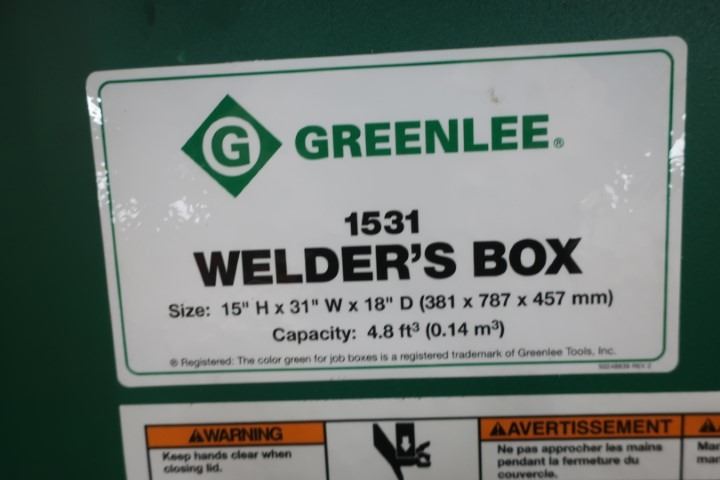 G GREENLEE®
1531
WELDER'S BOX
Size: 15" H x 31" W x 18" D (381 x 787 x 457 mm)
Capacity: 4.8 ft³ (0.14 m³)
® Registered: The color green for job boxes is a registered trademark of Greenlee Tools, Inc.
WARNING
Keep hands clear when
closing lid.
AVERTISSEMENT
Ne pas approcher les mains
pendant la fermeture du
couvercle.